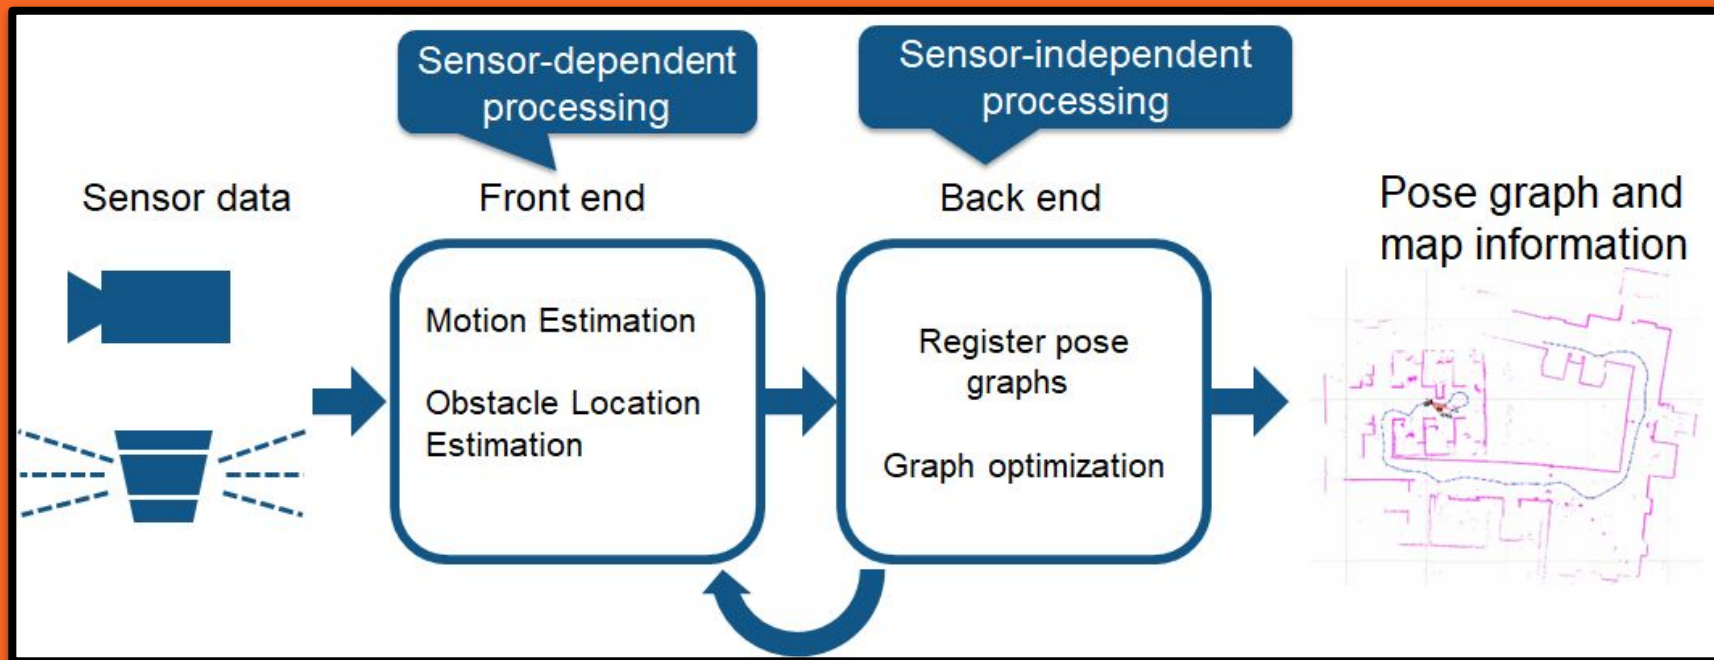 Sensor-dependent
processing
Sensor-independent
processing
Sensor data
Front end
Back end
Pose graph and
map information
Motion Estimation
Obstacle Location
Estimation
Register pose
graphs
Graph optimization